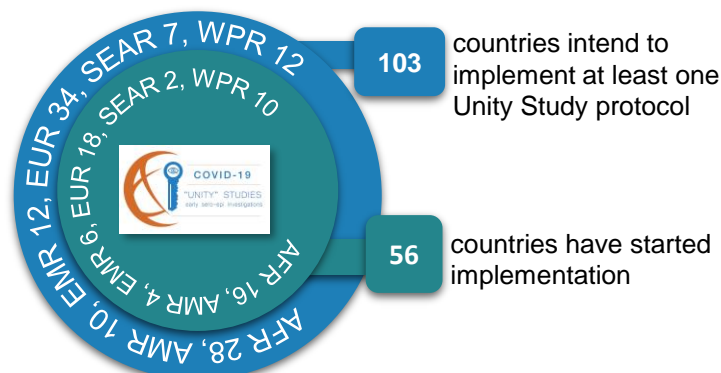 AFR 28, AMR 10, EMR 12, EUR 34, SEAR 7, WPR 12
AFR 16, AMR 4, EMR 6, EUR 18, SEAR 2, WPR 10
COVID-19
"UNITY" STUDIES
early sero-epi investigators
103
countries intend to
implement at least one
Unity Study protocol
56
countries have started
implementation